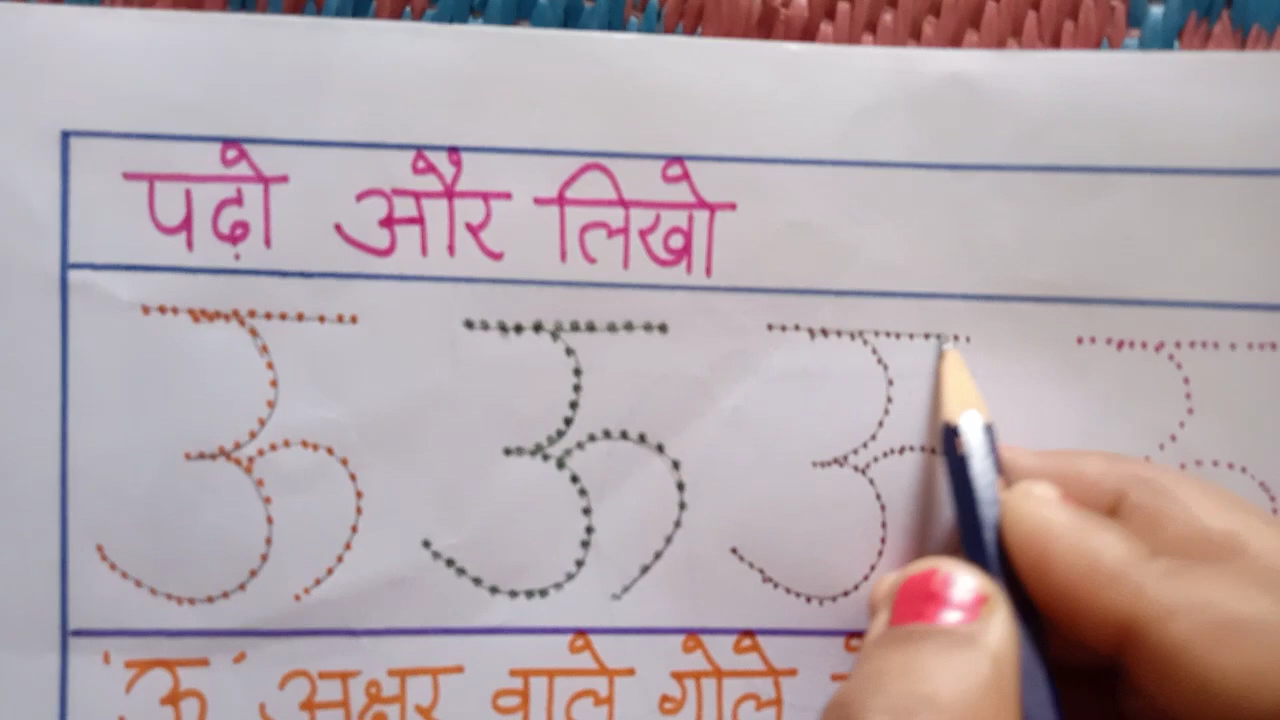 पढ़ो और लिखो
ऊ ऊ ऊ ऊ
'ऊ' अक्षर वाले गोले